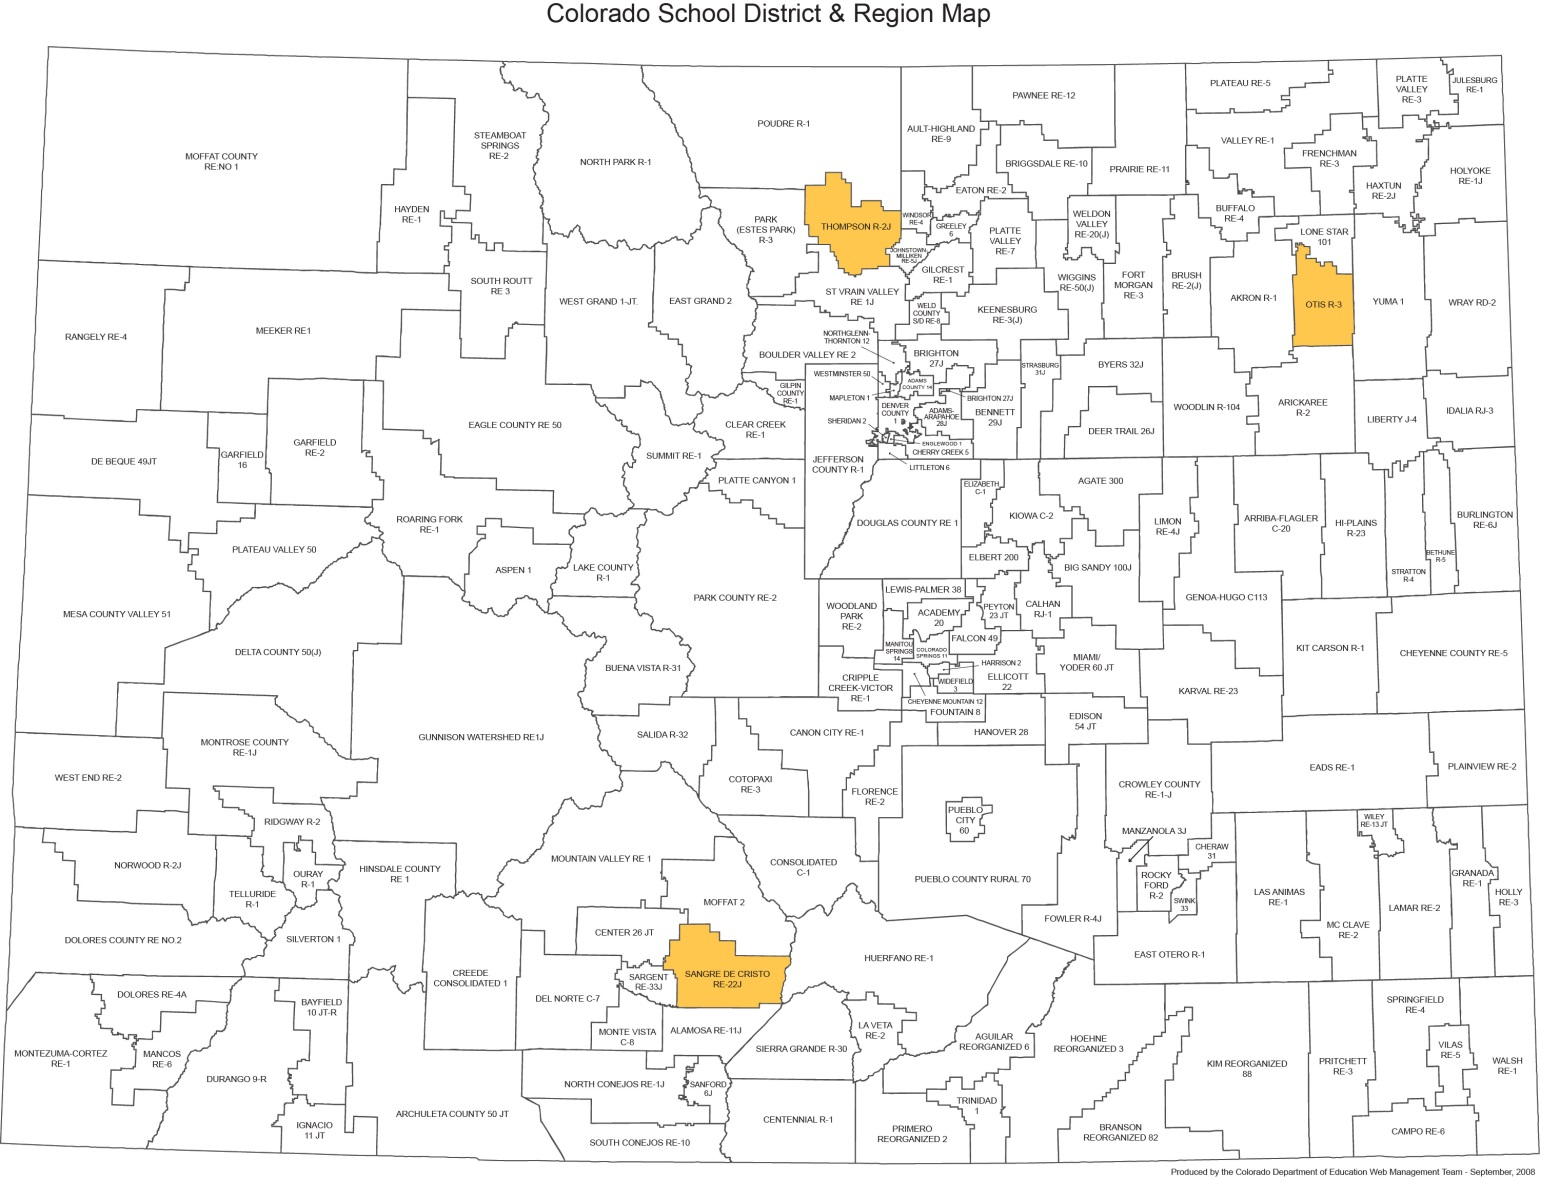 Colorado School District & Region Map
PLATEAU RE-5
PLATTE
VALLEY
RE-3
JULESBURG
RE-1
PAWNEE RE-12
POUDRE R-1
AULT-HIGHLAND
RE-9
STEAMBOAT
SPRINGS
RE-2
MOFFAT COUNTY
RE:NO 1
NORTH PARK R-1
VALLEY RE-1
FRENCHMAN
RE-3
BRIGGSDALE RE-10
PRAIRIE RE-11
HOLYOKE
RE-1J
HAXTUN
RE-2J
EATON RE-2
HAYDEN
RE-1
PARK
(ESTES PARK)
R-3
THOMPSON R-2J
WINDSOR
RE-4
GREELEY
6
PLATTE
VALLEY
RE-7
WELDON
VALLEY
RE-20(J)
BUFFALO
RE-4
LONE STAR
101
JOHNSTOWN-
MILLIKEN
RE-5J
GILCREST
RE-1
SOUTH ROUTT
RE 3
WEST GRAND 1-JT.
EAST GRAND 2
ST VRAIN VALLEY
RE 1J
WIGGINS
RE-50(J)
FORT
MORGAN
RE-3
BRUSH
RE-2(J)
AKRON R-1
OTIS R-3
YUMA 1
WRAY RD-2
WELD
COUNTY
S/D RE-8
KEENESBURG
RE-3(J)
RANGELY RE-4
MEEKER RE1
NORTHGLENN-
THORNTON 12
BOULDER VALLEY RE 2
BRIGHTON
27J
STRASBURG
31J
BYERS 32J
WESTMINSTER 50
ADAMS
COUNTY 14
GILPIN
COUNTY
RE-1
MAPLETON 1
BRIGHTON 27J
DENVER
COUNTY
1
ADAMS-
ARAPAHOE
28J
BENNETT
29J
WOODLIN R-104
ARICKAREE
R-2
LIBERTY J-4
IDALIA RJ-3
EAGLE COUNTY RE 50
CLEAR CREEK
RE-1
SHERIDAN 2
DEER TRAIL 26J
ENGLEWOOD 1
CHERRY CREEK 5
GARFIELD
RE-2
GARFIELD
16
DE BEQUE 49JT
SUMMIT RE-1
JEFFERSON
COUNTY R-1
LITTLETON 6
PLATTE CANYON 1
ELIZABETH
C-1
AGATE 300
KIOWA C-2
DOUGLAS COUNTY RE 1
LIMON
RE-4J
ARRIBA-FLAGLER
C-20
HI-PLAINS
R-23
BURLINGTON
RE-6J
ROARING FORK
RE-1
PLATEAU VALLEY 50
ASPEN 1
LAKE COUNTY
R-1
ELBERT 200
BIG SANDY 100J
STRATTON
R-4
BETHUNE
R-5
PARK COUNTY RE-2
LEWIS-PALMER 38
GENOA-HUGO C113
MESA COUNTY VALLEY 51
WOODLAND
PARK
RE-2
ACADEMY
20
PEYTON
23 JT
CALHAN
RJ-1
FALCON 49
MANITOU
SPRINGS
14
COLORADO
SPRINGS 11
DELTA COUNTY 50(J)
BUENA VISTA R-31
MIAMI/
YODER 60 JT
KIT CARSON R-1
CHEYENNE COUNTY RE-5
HARRISON 2
CRIPPLE
CREEK-VICTOR
RE-1
WIDEFIELD
3
ELLICOTT
22
KARVAL RE-23
CHEYENNE MOUNTAIN 12
FOUNTAIN 8
EDISON
54 JT
HANOVER 28
MONTROSE COUNTY
RE-1J
GUNNISON WATERSHED RE1J
SALIDA R-32
CANON CITY RE-1
WEST END RE-2
COTOPAXI
RE-3
FLORENCE
RE-2
CROWLEY COUNTY
RE-1-J
EADS RE-1
PLAINVIEW RE-2
PUEBLO
CITY
60
RIDGWAY R-2
WILEY
RE-13 JT
MANZANOLA 3J
CHERAW
31
NORWOOD R-2J
OURAY
R-1
TELLURIDE
R-1
HINSDALE COUNTY
RE 1
MOUNTAIN VALLEY RE 1
CONSOLIDATED
C-1
PUEBLO COUNTY RURAL 70
ROCKY
FORD
R-2
SWINK
33
GRANADA
RE-1
HOLLY
RE-3
LAS ANIMAS
RE-1
LAMAR RE-2
MC CLAVE
RE-2
MOFFAT 2
FOWLER R-4J
DOLORES COUNTY RE NO.2
SILVERTON 1
CENTER 26 JT
EAST OTERO R-1
HUERFANO RE-1
CREEDE
CONSOLIDATED 1
SARGENT
RE-33J
SANGRE DE CRISTO
RE-22J
DOLORES RE-4A
BAYFIELD
10 JT-R
DEL NORTE C-7
SPRINGFIELD
RE-4
MONTE VISTA
C-8
ALAMOSA RE-11J
LA VETA
RE-2
SIERRA GRANDE R-30
AGUILAR
REORGANIZED 6
HOEHNE
REORGANIZED 3
MONTEZUMA-CORTEZ
RE-1
MANCOS
RE-6
DURANGO 9-R
KIM REORGANIZED
88
PRITCHETT
RE-3
VILAS
RE-5
WALSH
RE-1
NORTH CONEJOS RE-1J
SANFORD
6J
TRINIDAD
1
ARCHULETA COUNTY 50 JT
IGNACIO
11 JT
CENTENNIAL R-1
PRIMERO
REORGANIZED 2
BRANSON
REORGANIZED 82
CAMPO RE-6
SOUTH CONEJOS RE-10
Produced by the Colorado Department of Education Web Management Team - September, 2008